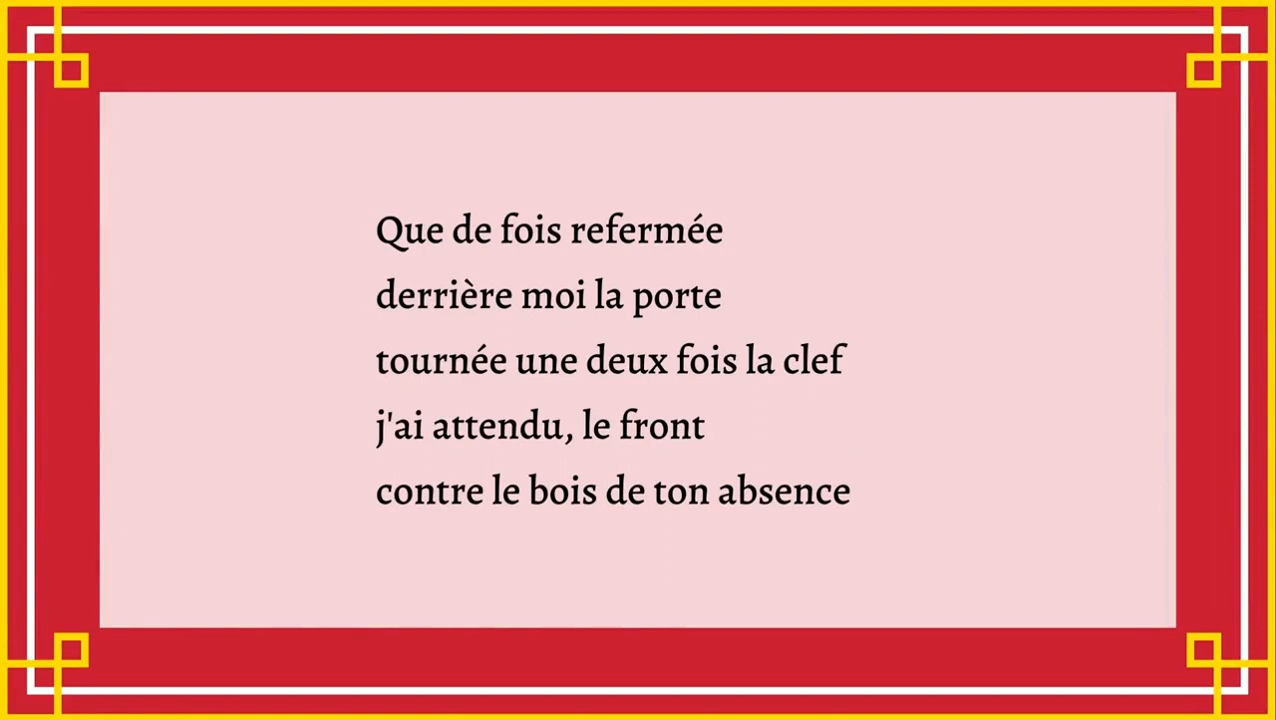 Que de fois refermée
derrière moi la porte
tournée une deux fois la clef
j'ai attendu, le front
contre le bois de ton absence